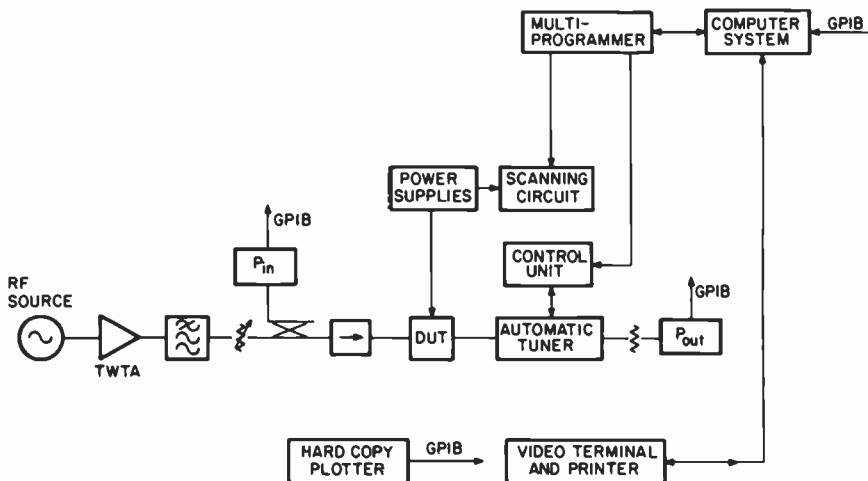 MULTI-
PROGRAMMER
COMPUTER
SYSTEM
GPIB
POWER
SUPPLIES
SCANNING
CIRCUIT
GPIB
Pin
CONTROL
UNIT
GPIB
RF
SOURCE
TWTA
DUT
AUTOMATIC
TUNER
Pout
HARD COPY
PLOTTER
GPIB
VIDEO TERMINAL
AND PRINTER